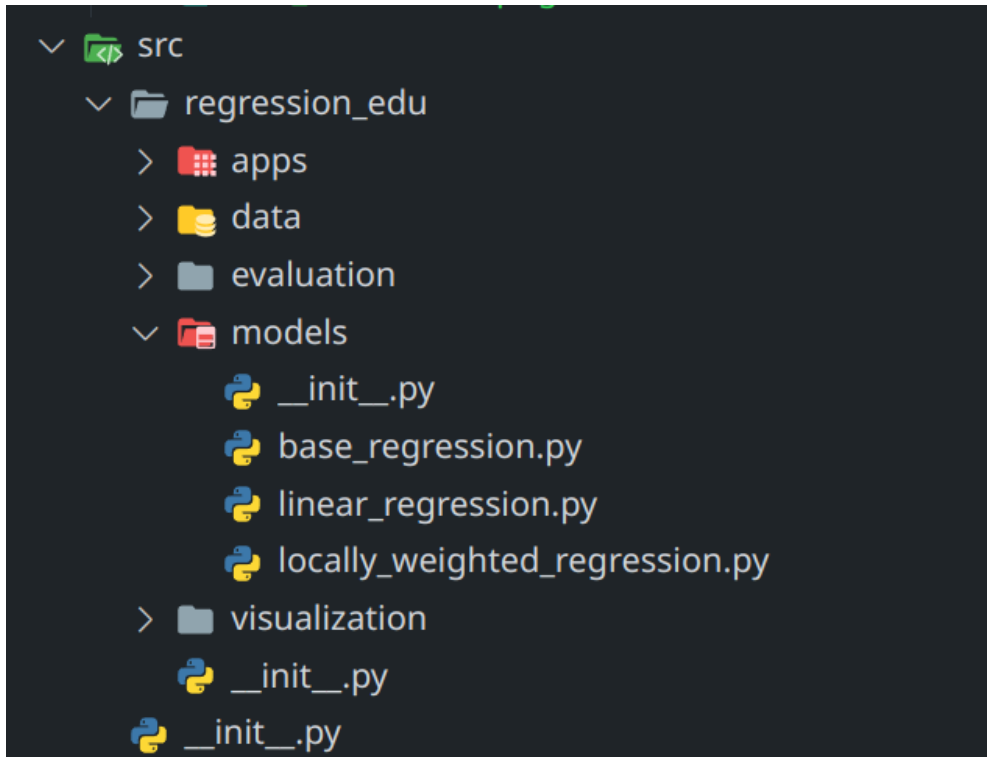 src
regression_edu
apps
data
evaluation
models
__init__.py
base_regression.py
linear_regression.py
locally_weighted_regression.py
visualization
__init__.py
__init__.py